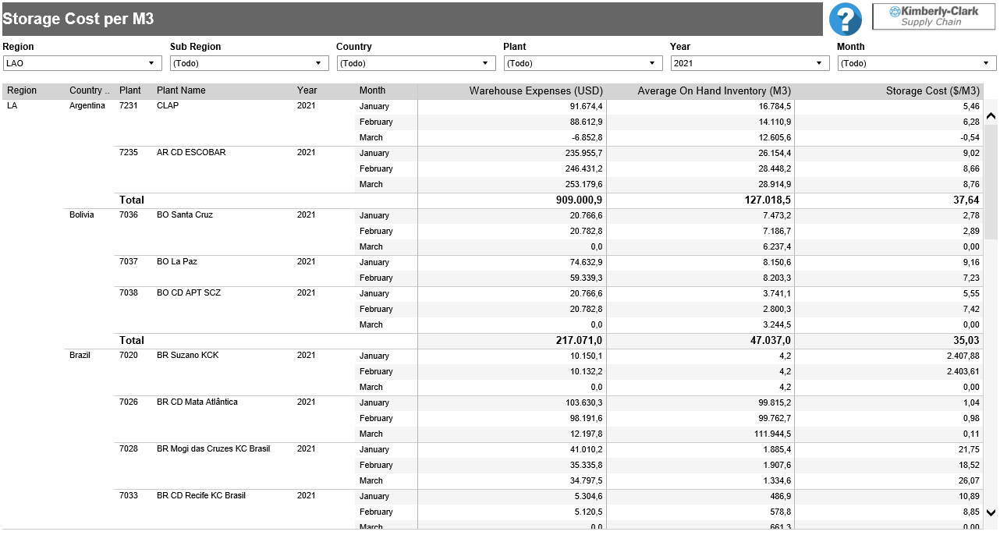 Storage Cost per M3
?
Kimberly-Clark
Supply Chain
Region Sub Region Country Plant Year Month
LAO (Todo) (Todo) (Todo) 2021 (Todo)
Region Country .. Plant Plant Name Year Month Warehouse Expenses (USD) Average On Hand Inventory (M3) Storage Cost ($/M3)
LA Argentina 7231 CLAP 2021 January 91.674,4 16.784,5 5,46
February 88.612,9 14.110,9 6,28
March -6.852,8 12.605,6 -0,54
7235 AR CD ESCOBAR 2021 January 235.955,7 26.154,4 9,02
February 246.431,2 28.448,2 8,66
March 253.179,6 28.914,9 8,76
Total 909.000,9 127.018,5 37,64
Bolivia 7036 BO Santa Cruz 2021 January 20.766,6 7.473,2 2,78
February 20.782,8 7.186,7 2,89
March 0,0 6.237,4 0,00
7037 BO La Paz 2021 January 74.632,9 8.150,6 9,16
February 59.339,3 8.203,3 7,23
7038 BO CD APT SCZ 2021 January 20.766,6 3.741,1 5,55
February 20.782,8 2.800,3 7,42
March 0,0 3.244,5 0,00
Total 217.071,0 47.037,0 35,03
Brazil 7020 BR Suzano KCK 2021 January 10.150,1 4,2 2.407,88
February 10.132,2 4,2 2.403,61
March 0,0 4,2 0,00
7026 BR CD Mata Atlântica 2021 January 103.630,3 99.815,2 1,04
February 98.191,6 99.762,7 0,98
March 12.197,8 111.944,5 0,11
7028 BR Mogi das Cruzes KC Brasil 2021 January 41.010,2 1.885,4 21,75
February 35.335,8 1.907,6 18,52
March 34.797,5 1.334,6 26,07
7033 BR CD Recife KC Brasil 2021 January 5.304,6 486,9 10,89
February 5.120,5 578,8 8,85
March 0,0 661,3 0,00